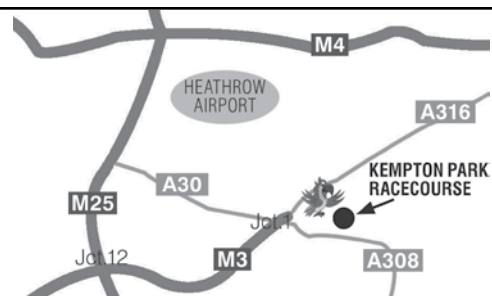 M4
HEATHROW
AIRPORT
A316
KEMPTON PARK
RACECOURSE
A30
M25
Jct.1
Jct.12
M3
A308